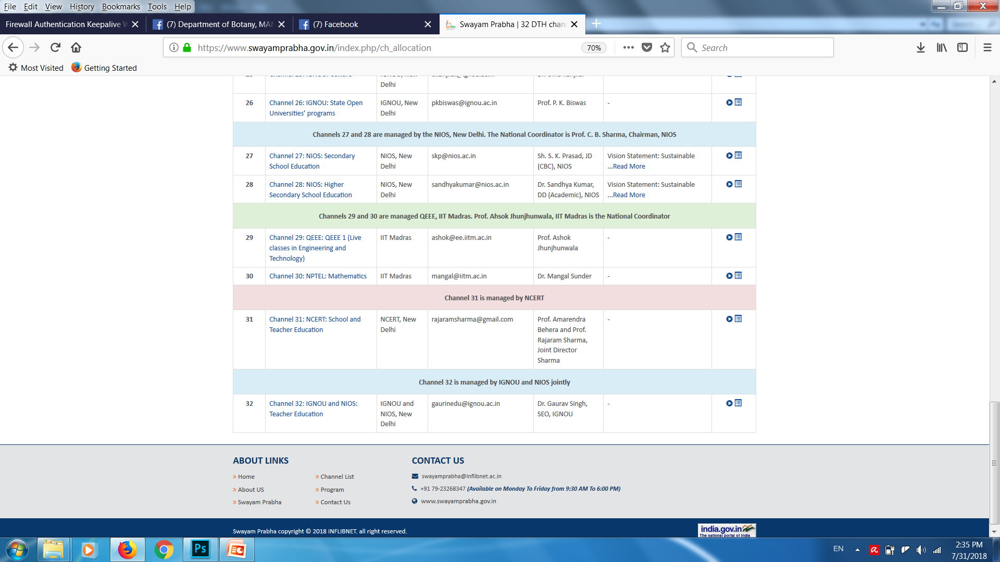 File Edit View History Bookmarks Tools Help
Firewall Authentication Keepalive W
(7) Department of Botany, MAN
(7) Facebook
Swayam Prabha | 32 DTH chan
https://www.swayamprabha.gov.in/index.php/ch_allocation
70%
Search
Most Visited Getting Started
Delhi
26 Channel 26: IGNOU: State Open IGNOU, New pkbiswas@ignou.ac.in Prof. P. K. Biswas -
Universities’ programs Delhi
Channels 27 and 28 are managed by the NIOS, New Delhi. The National Coordinator is Prof. C. B. Sharma, Chairman, NIOS
27 Channel 27: NIOS: Secondary NIOS, New skp@nios.ac.in Sh. S. K. Prasad, JD Vision Statement: Sustainable
School Education Delhi (CBC), NIOS ...Read More
28 Channel 28: NIOS: Higher NIOS, New sandhyakumar@nios.ac.in Dr. Sandhya Kumar, Vision Statement: Sustainable
Secondary School Education Delhi DD (Academic), NIOS ...Read More
Channels 29 and 30 are managed QEEE, IIT Madras. Prof. Ahsok Jhunjhunwala, IIT Madras is the National Coordinator
29 Channel 29: QEEE: QEEE 1 (Live IIT Madras ashok@ee.iitm.ac.in Prof. Ashok -
classes in Engineering and Jhunjhunwala
Technology)
30 Channel 30: NPTEL: Mathematics IIT Madras mangal@iitm.ac.in Dr. Mangal Sunder -
Channel 31 is managed by NCERT
31 Channel 31: NCERT: School and NCERT, New rajaramsharma@gmail.com Prof. Amarendra -
Teacher Education Delhi Behera and Prof.
Rajaram Sharma,
Joint Director
Sharma
Channel 32 is managed by IGNOU and NIOS jointly
32 Channel 32: IGNOU and NIOS: IGNOU and gaurinedu@ignou.ac.in Dr. Gaurav Singh, -
Teacher Education NIOS, New SEO, IGNOU
Delhi
ABOUT LINKS CONTACT US
» Home » Channel List swayamprabha@inflibnet.ac.in
» About US » Program +91 79-23268347 (Available on Monday To Friday from 9:30 AM To 6:00 PM)
» Swayam Prabha » Contact Us www.swayamprabha.gov.in
Swayam Prabha copyright © 2018 INFLIBNET. all right reserved.
india.gov.in
The national portal of India
Ps
EN
2:35 PM
7/31/2018